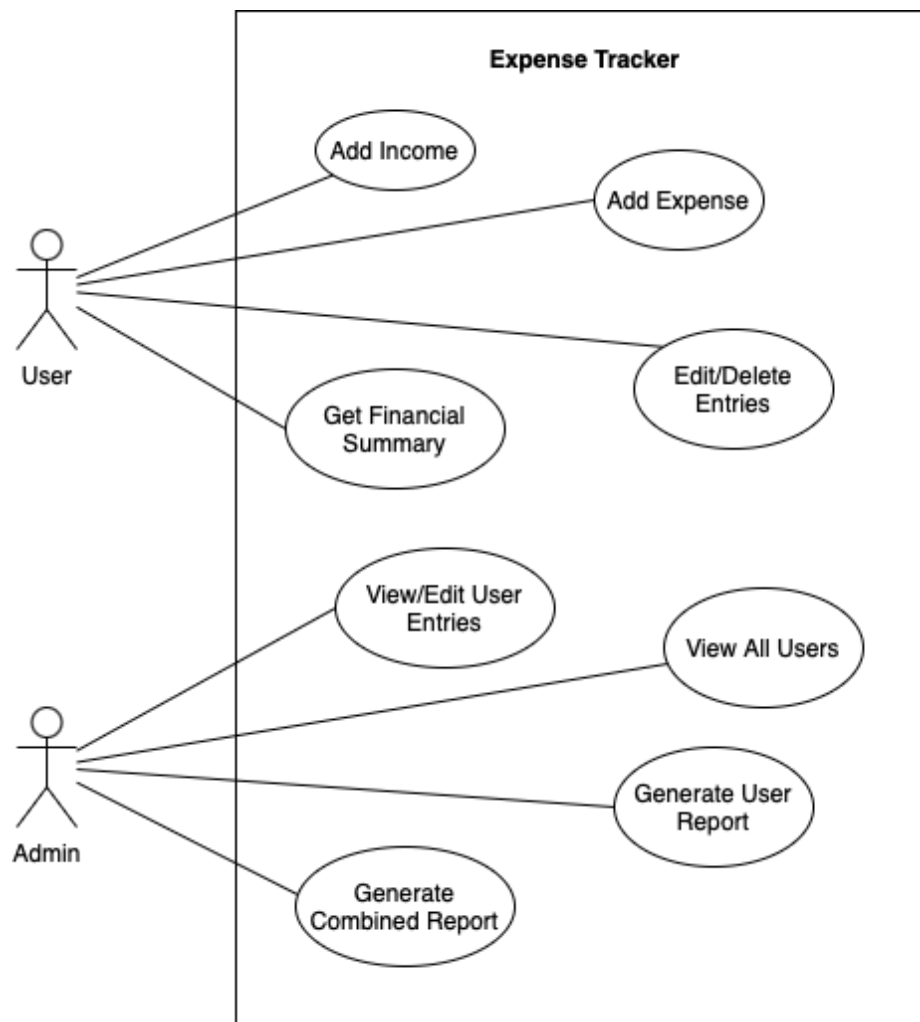 Expense Tracker
Add Income
Add Expense
User
Edit/Delete
Entries
Get Financial
Summary
View/Edit User
Entries
View All Users
Admin
Generate User
Report
Generate
Combined Report